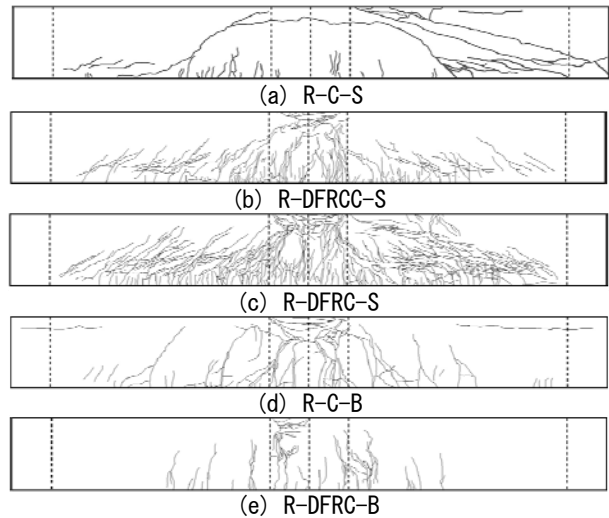 (a) R-C-S
(b) R-DFRCC-S
(c) R-DFRC-S
(d) R-C-B
(e) R-DFRC-B